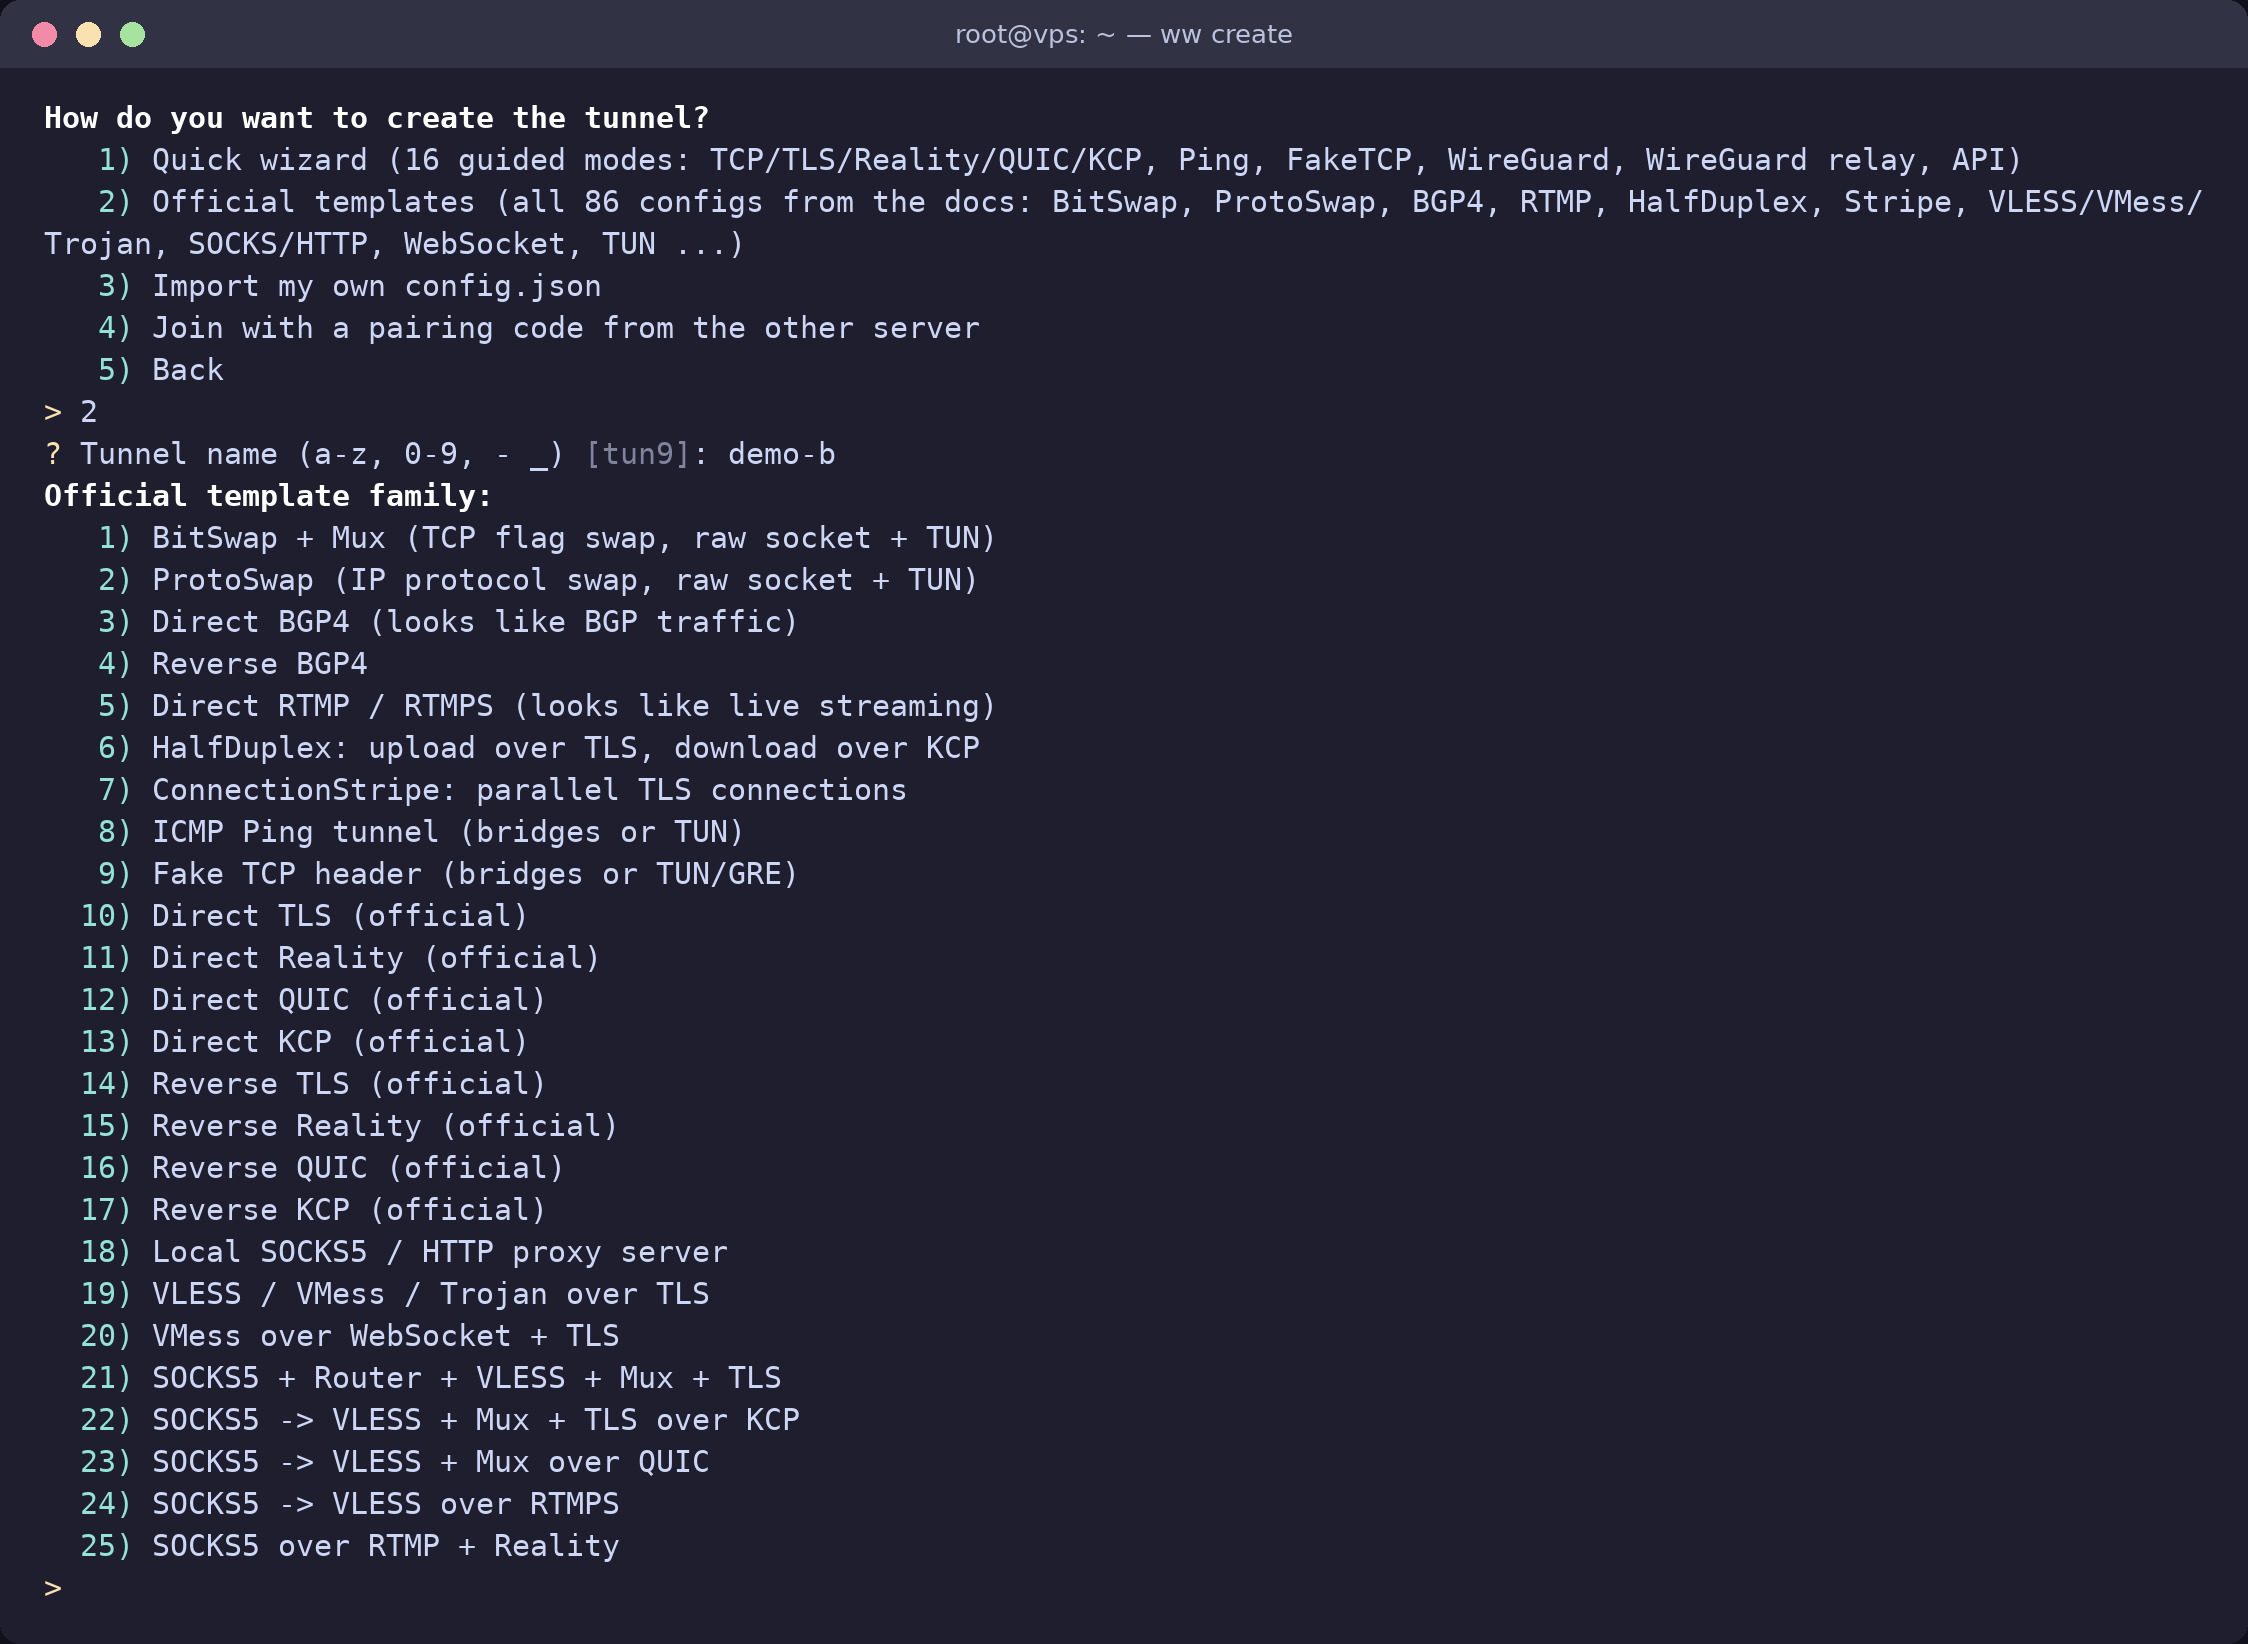 root@vps: ~ — ww create
How do you want to create the tunnel?
1) Quick wizard (16 guided modes: TCP/TLS/Reality/QUIC/KCP, Ping, FakeTCP, WireGuard, WireGuard relay, API)
2) Official templates (all 86 configs from the docs: BitSwap, ProtoSwap, BGP4, RTMP, HalfDuplex, Stripe, VLESS/VMess/
Trojan, SOCKS/HTTP, WebSocket, TUN ...)
3) Import my own config.json
4) Join with a pairing code from the other server
5) Back
> 2
? Tunnel name (a-z, 0-9, - _) [tun9]: demo-b
Official template family:
1) BitSwap + Mux (TCP flag swap, raw socket + TUN)
2) ProtoSwap (IP protocol swap, raw socket + TUN)
3) Direct BGP4 (looks like BGP traffic)
4) Reverse BGP4
5) Direct RTMP / RTMPS (looks like live streaming)
6) HalfDuplex: upload over TLS, download over KCP
7) ConnectionStripe: parallel TLS connections
8) ICMP Ping tunnel (bridges or TUN)
9) Fake TCP header (bridges or TUN/GRE)
10) Direct TLS (official)
11) Direct Reality (official)
12) Direct QUIC (official)
13) Direct KCP (official)
14) Reverse TLS (official)
15) Reverse Reality (official)
16) Reverse QUIC (official)
17) Reverse KCP (official)
18) Local SOCKS5 / HTTP proxy server
19) VLESS / VMess / Trojan over TLS
20) VMess over WebSocket + TLS
21) SOCKS5 + Router + VLESS + Mux + TLS
22) SOCKS5 -> VLESS + Mux + TLS over KCP
23) SOCKS5 -> VLESS + Mux over QUIC
24) SOCKS5 -> VLESS over RTMPS
25) SOCKS5 over RTMP + Reality
>